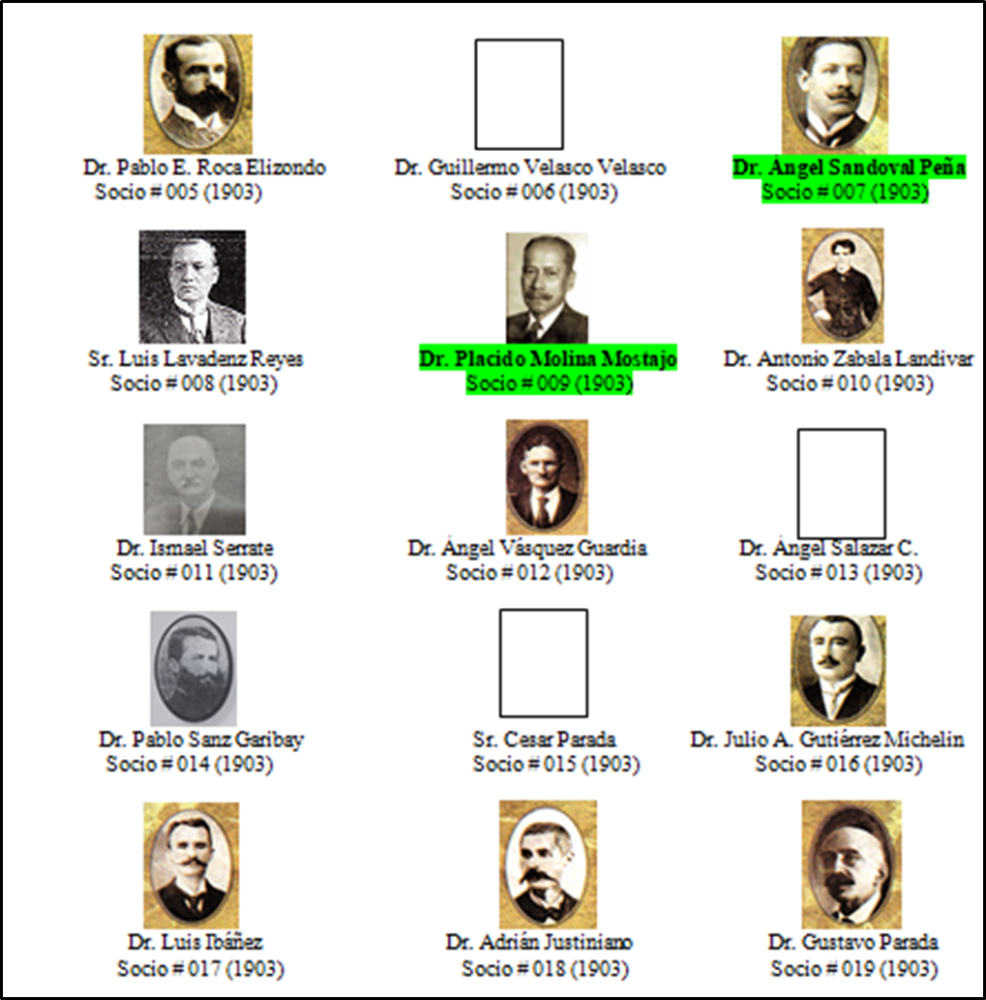 Dr. Pablo E. Roca Elizondo
Socio # 005 (1903)
Dr. Guillermo Velasco Velasco
Socio # 006 (1903)
Dr. Ángel Sandoval Peña
Socio # 007 (1903)
Sr. Luis Lavadenz Reyes
Socio # 008 (1903)
Dr. Placido Molina Mostajo
Socio # 009 (1903)
Dr. Antonio Zabala Landivar
Socio # 010 (1903)
Dr. Ismael Serrate
Socio # 011 (1903)
Dr. Ángel Vásquez Guardia
Socio # 012 (1903)
Dr. Ángel Salazar C.
Socio # 013 (1903)
Dr. Pablo Sanz Garibay
Socio # 014 (1903)
Sr. Cesar Parada
Socio # 015 (1903)
Dr. Julio A. Gutiérrez Michelin
Socio # 016 (1903)
Dr. Luis Ibáñez
Socio # 017 (1903)
Dr. Adrián Justiniano
Socio # 018 (1903)
Dr. Gustavo Parada
Socio # 019 (1903)